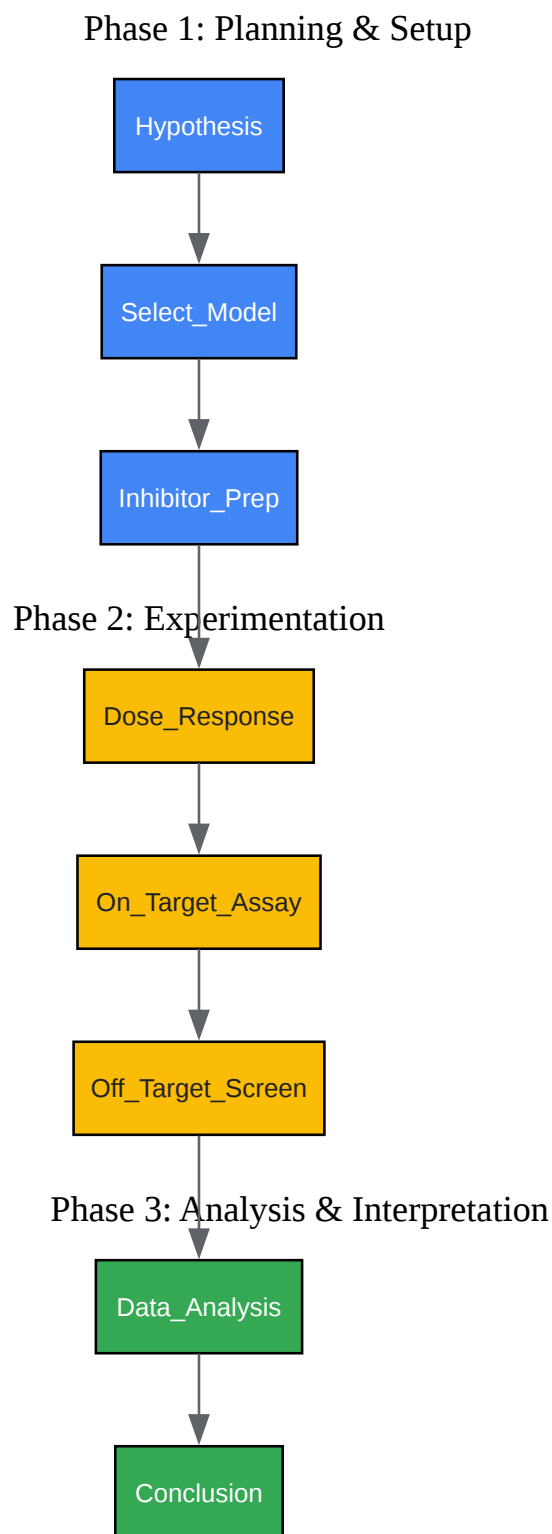 Phase 1: Planning & Setup
Hypothesis
Select_Model
Inhibitor_Prep
Phase 2: Experimentation
Dose_Response
On_Target_Assay
Off_Target_Screen
Phase 3: Analysis & Interpretation
Data_Analysis
Conclusion